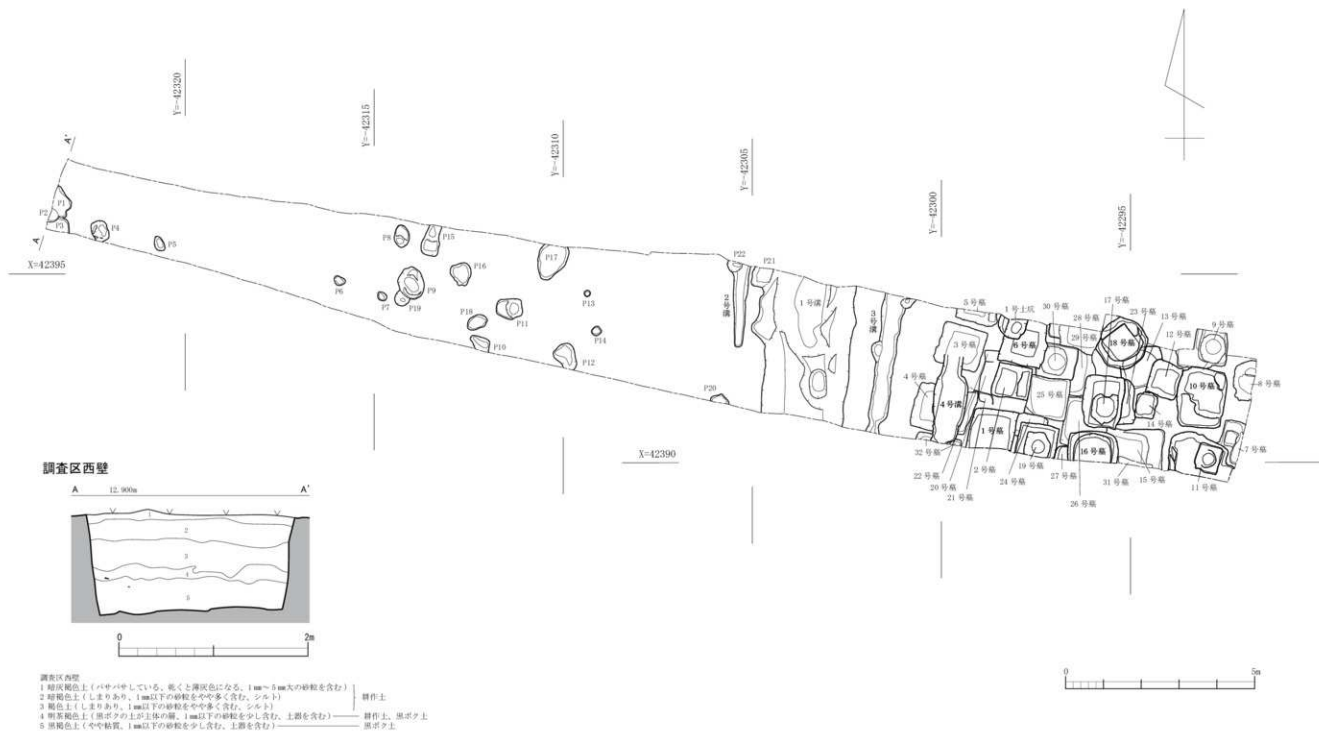 Y=-42320
Y=-42315
Y=-42310
Y=-42305
Y=-42300
Y=-42295
X=42395
X=42390
A'
A
P1
P2
P3
P4
P5
P6
P7
P8
P15
P9
P19
P16
P17
P18
P11
P10
P13
P14
P12
P20
P22
P21
2号溝
1号溝
3号溝
4号溝
5号墓
1号土坑
30号墓
28号墓
17号墓
23号墓
13号墓
12号墓
9号墓
3号墓
6号墓
29号墓
18号墓
4号墓
25号墓
10号墓
8号墓
14号墓
1号墓
16号墓
7号墓
32号墓
22号墓
20号墓
21号墓
2号墓
24号墓
19号墓
27号墓
26号墓
31号墓
15号墓
11号墓
調査区西壁
A 12.900m A'
1
2
3
4
5
0 2m
0 5m
調査区西壁
1 暗灰褐色土(パサパサしている、乾くと薄灰色になる、1㎜~5㎜大の砂粒を含む)
2 暗褐色土(しまりあり、1㎜以下の砂粒をやや多く含む、シルト) 耕作土
3 褐色土(しまりあり、1㎜以下の砂粒をやや多く含む、シルト)
4 明茶褐色土(黒ボクの土が主体の層、1㎜以下の砂粒を少し含む、土器を含む) 耕作土、黒ボク土
5 黒褐色土(やや粘質、1㎜以下の砂粒を少し含む、土器を含む) 黒ボク土